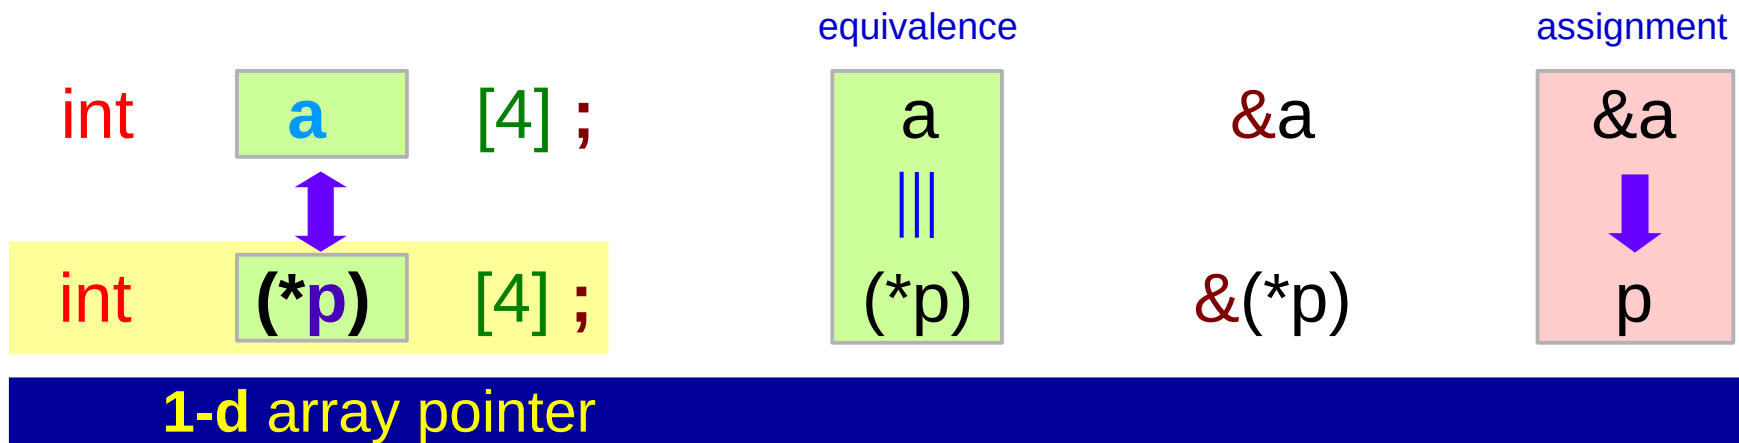 equivalence assignment
int a [4] ; a &a &a
int (*p) [4] ; (*p) &(*p) p
1-d array pointer